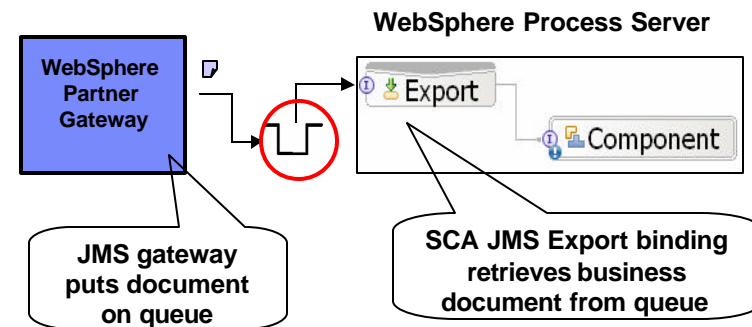 WebSphere Process Server
WebSphere
Partner
Gateway
Export
Component
JMS gateway
puts document
on queue
SCA JMS Export binding
retrieves business
document from queue